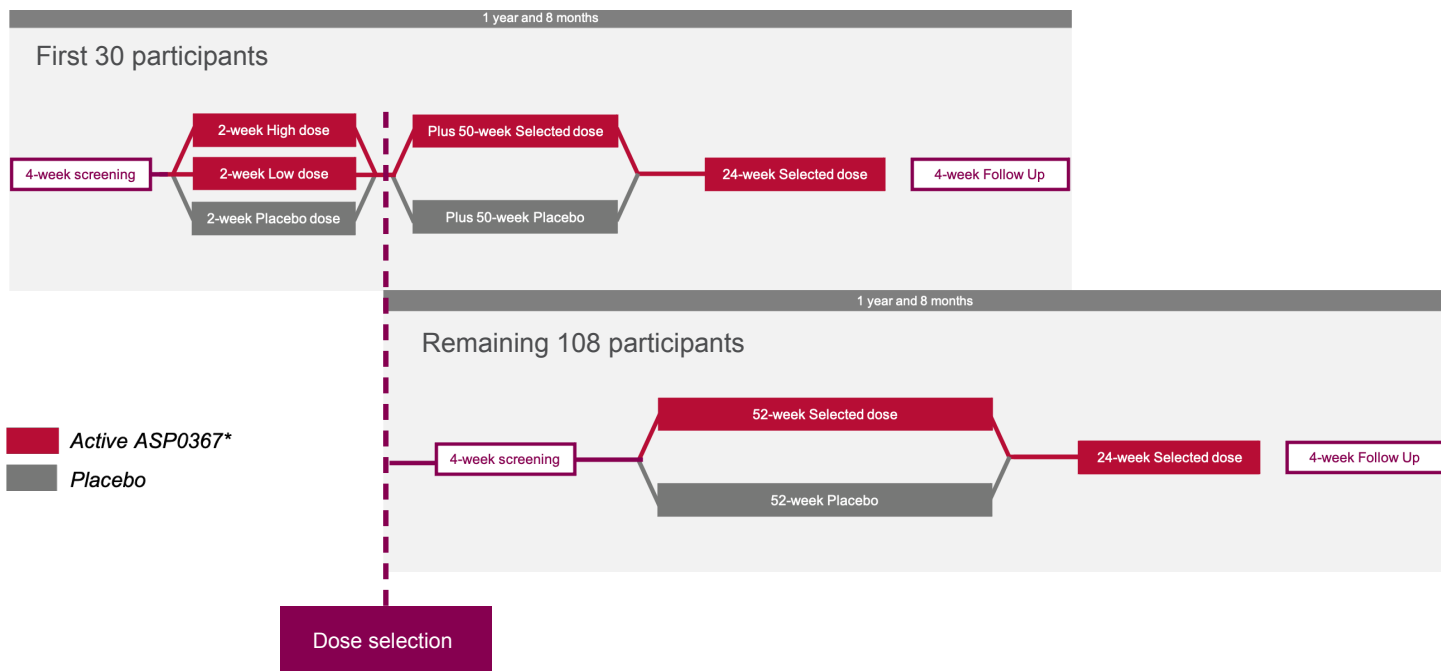 1 year and 8 months
First 30 participants
2-week High dose
Plus 50-week Selected dose
4-week screening
2-week Low dose
24-week Selected dose
4-week Follow Up
2-week Placebo dose
Plus 50-week Placebo
1 year and 8 months
Remaining 108 participants
52-week Selected dose
Active ASP0367*
4-week screening
24-week Selected dose
4-week Follow Up
Placebo
52-week Placebo
Dose selection